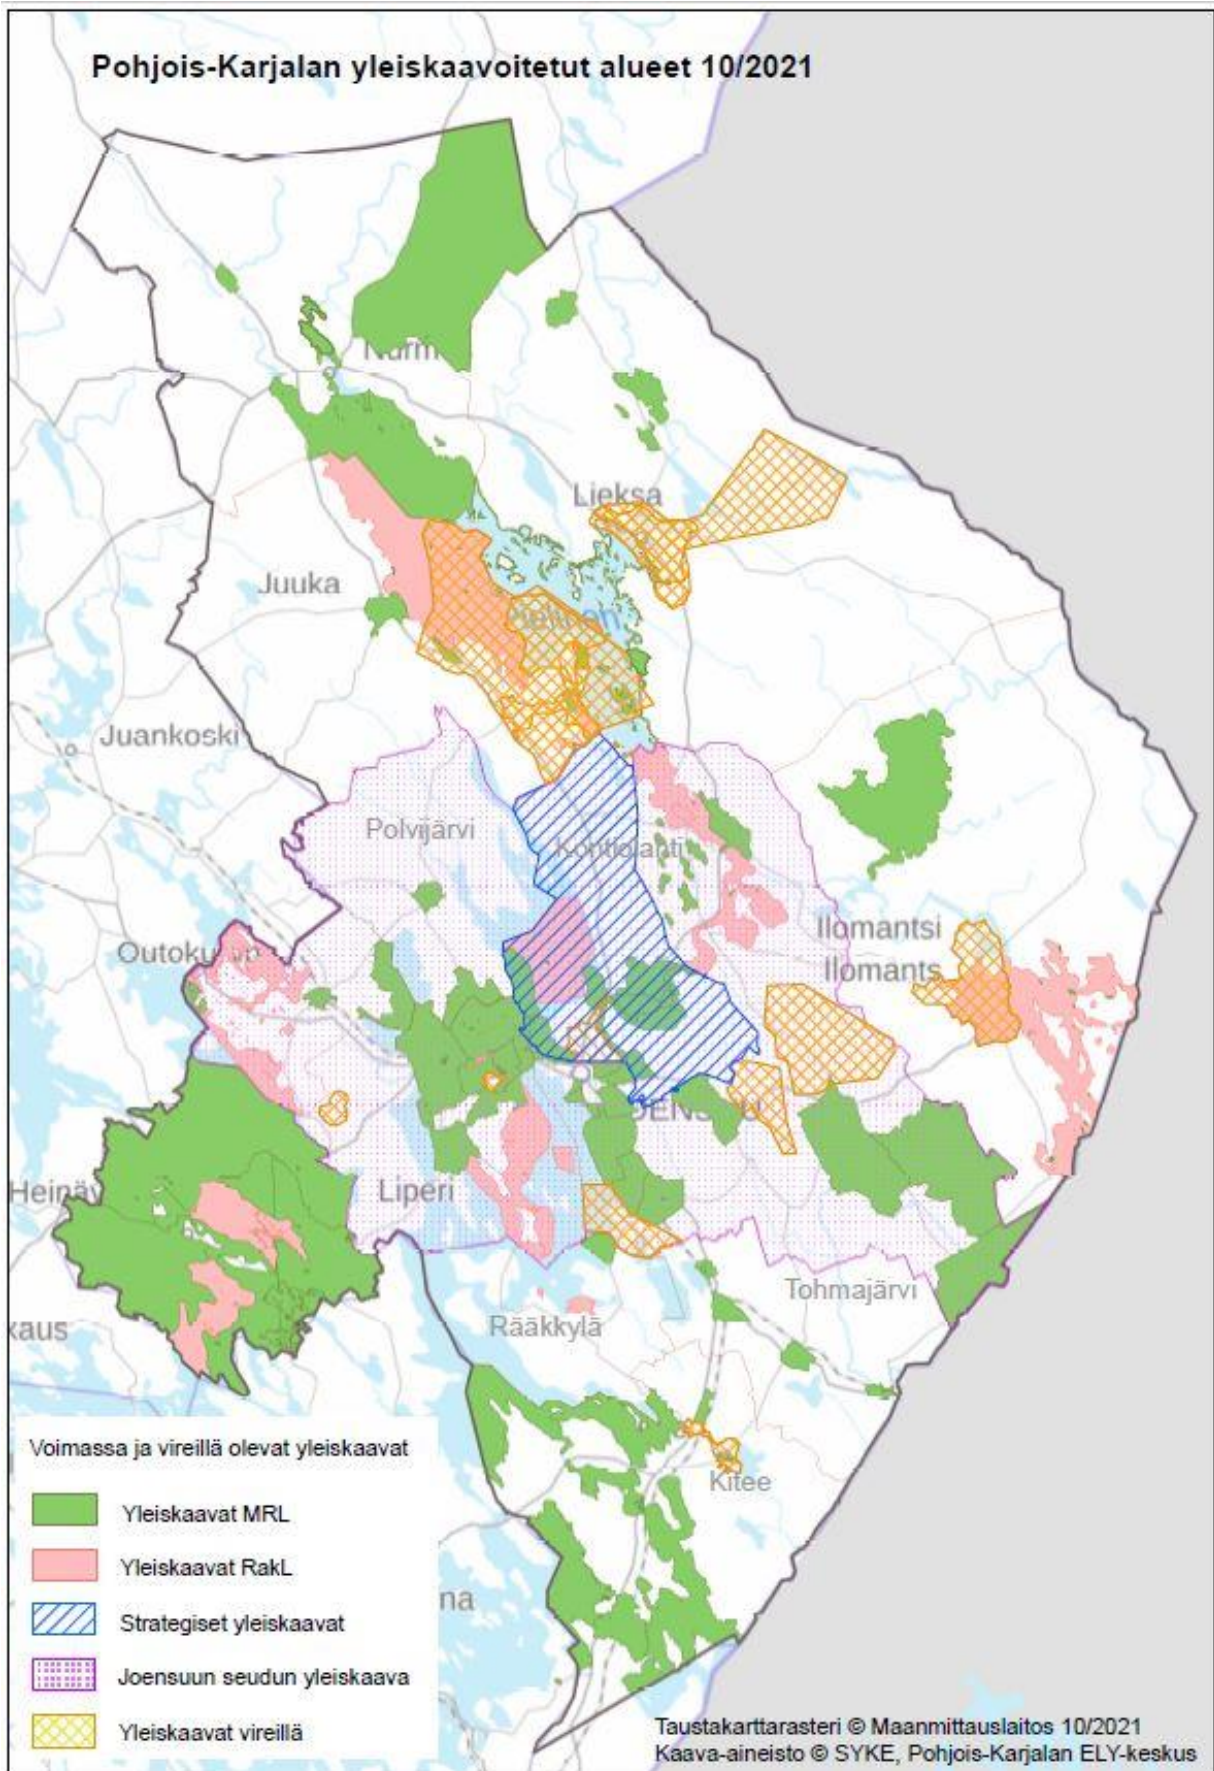 Pohjois-Karjalan yleiskaavoitetut alueet 10/2021
Lieksa
Juuka
Juankoski
Polvijärvi
Kontiolahti
Ilomantsi
Ilomants
Liperi
Tohmajärvi
Rääkkylä
Kitee
Voimassa ja vireillä olevat yleiskaavat
Yleiskaavat MRL
Yleiskaavat RakL
Strategiset yleiskaavat
Joensuun seudun yleiskaava
Yleiskaavat vireillä
Taustakarttarasteri © Maanmittauslaitos 10/2021
Kaava-aineisto © SYKE, Pohjois-Karjalan ELY-keskus